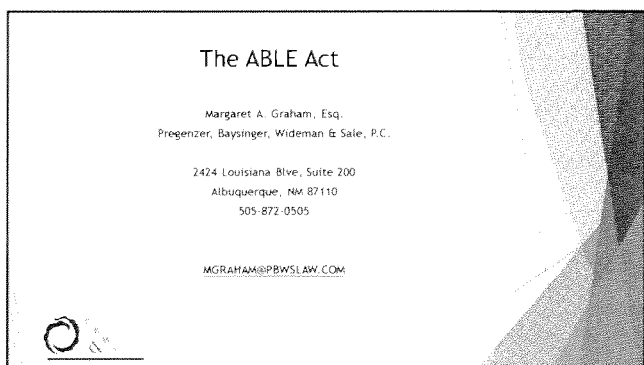 The ABLE Act
Margaret A. Graham, Esq.
Pregenzer, Baysinger, Wideman & Sale, P.C.
2424 Louisiana Blve, Suite 200
Albuquerque, NM 87110
505-872-0505
MGRAHAM@PBWSLAW.COM